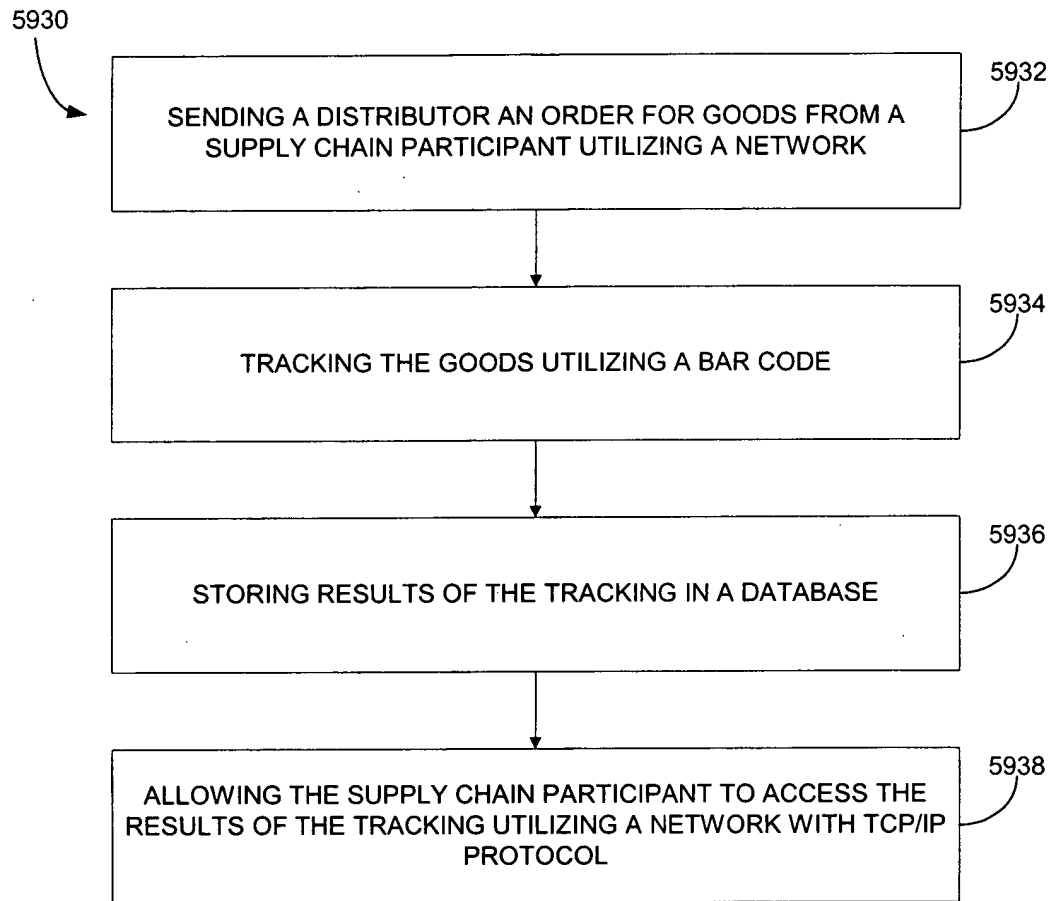 5930
5932
SENDING A DISTRIBUTOR AN ORDER FOR GOODS FROM A
SUPPLY CHAIN PARTICIPANT UTILIZING A NETWORK
5934
TRACKING THE GOODS UTILIZING A BAR CODE
5936
STORING RESULTS OF THE TRACKING IN A DATABASE
5938
ALLOWING THE SUPPLY CHAIN PARTICIPANT TO ACCESS THE
RESULTS OF THE TRACKING UTILIZING A NETWORK WITH TCP/IP
PROTOCOL